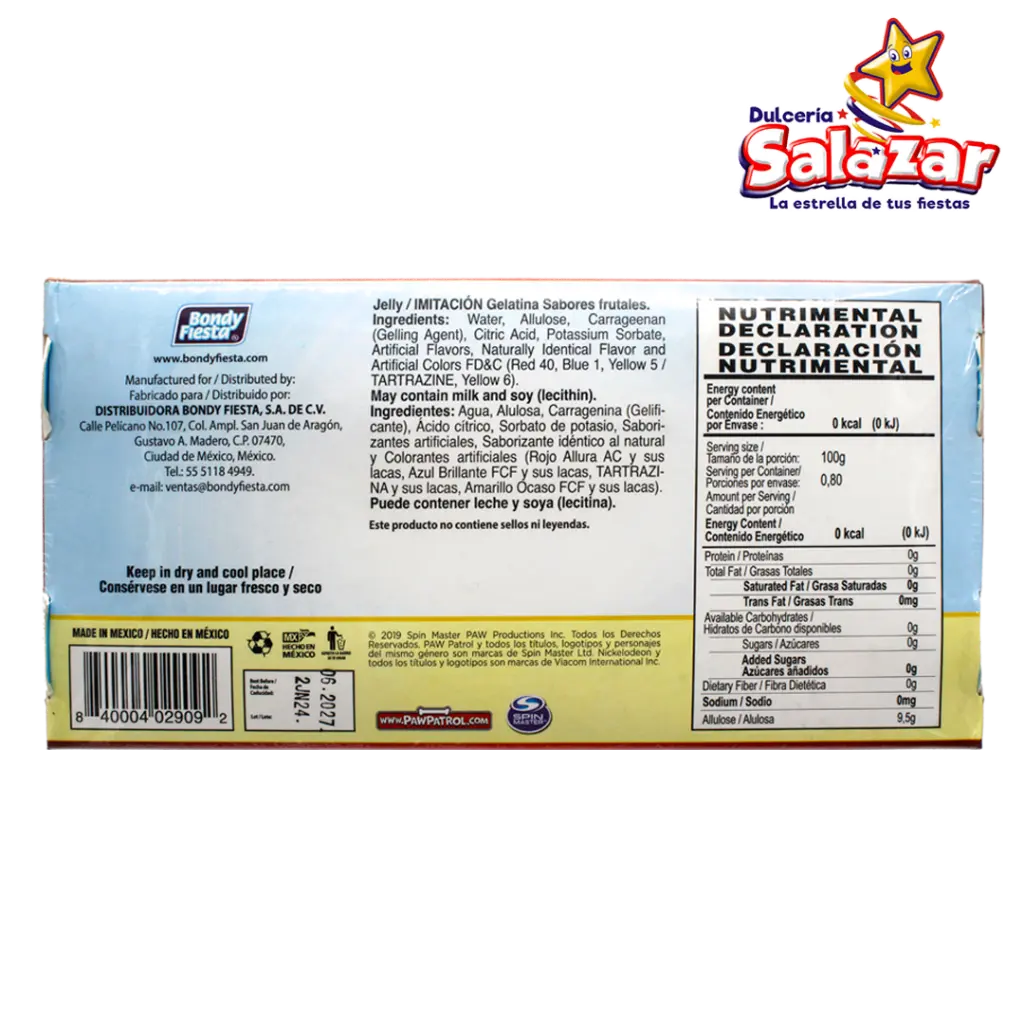 Dulcería
Salazar
La estrella de tus fiestas
Bondy
Fiesta
®
www.bondyfiesta.com
Manufactured for / Distributed by:
Fabricado para / Distribuido por:
DISTRIBUIDORA BONDY FIESTA, S.A. DE C.V.
Calle Pelícano No.107, Col. Ampl. San Juan de Aragón,
Gustavo A. Madero, C.P. 07470,
Ciudad de México, México.
Tel.: 55 5118 4949.
e-mail: ventas@bondyfiesta.com
Keep in dry and cool place /
Consérvese en un lugar fresco y seco
Jelly / IMITACIÓN Gelatina Sabores frutales.
Ingredients: Water, Allulose, Carrageenan
(Gelling Agent), Citric Acid, Potassium Sorbate,
Artificial Flavors, Naturally Identical Flavor and
Artificial Colors FD&C (Red 40, Blue 1, Yellow 5 /
TARTRAZINE, Yellow 6).
May contain milk and soy (lecithin).
Ingredientes: Agua, Alulosa, Carragenina (Gelifi-
cante), Ácido cítrico, Sorbato de potasio, Sabori-
zantes artificiales, Saborizante idéntico al natural
y Colorantes artificiales (Rojo Allura AC y sus
lacas, Azul Brillante FCF y sus lacas, TARTRAZI-
NA y sus lacas, Amarillo Ocaso FCF y sus lacas).
Puede contener leche y soya (lecitina).
Este producto no contiene sellos ni leyendas.
NUTRIMENTAL
DECLARATION
DECLARACIÓN
NUTRIMENTAL
Energy content
per Container /
Contenido Energético
por Envase : 0 kcal (0 kJ)
Serving size /
Tamaño de la porción: 100g
Serving per Container/
Porciones por envase: 0,80
Amount per Serving /
Cantidad por porción
Energy Content /
Contenido Energético 0 kcal (0 kJ)
Protein / Proteínas 0g
Total Fat / Grasas Totales 0g
Saturated Fat / Grasa Saturadas 0g
Trans Fat / Grasas Trans 0mg
Available Carbohydrates /
Hidratos de Carbono disponibles 0g
Sugars / Azúcares 0g
Added Sugars
Azúcares añadidos 0g
Dietary Fiber / Fibra Dietética 0g
Sodium / Sodio 0mg
Allulose / Alulosa 9,5g
MADE IN MEXICO / HECHO EN MÉXICO
8 40004 02909 2
MX
HECHO EN
MÉXICO
Best Before /
Fecha de
Caducidad:
Lot / Lote:
06.2027
2JN24.
© 2019 Spin Master PAW Productions Inc. Todos los Derechos
Reservados. PAW Patrol y todos los títulos, logotipos y personajes
del mismo género son marcas de Spin Master Ltd. Nickelodeon y
todos los títulos y logotipos son marcas de Viacom International Inc.
www.PAWPATROL.COM
SPIN
MASTER